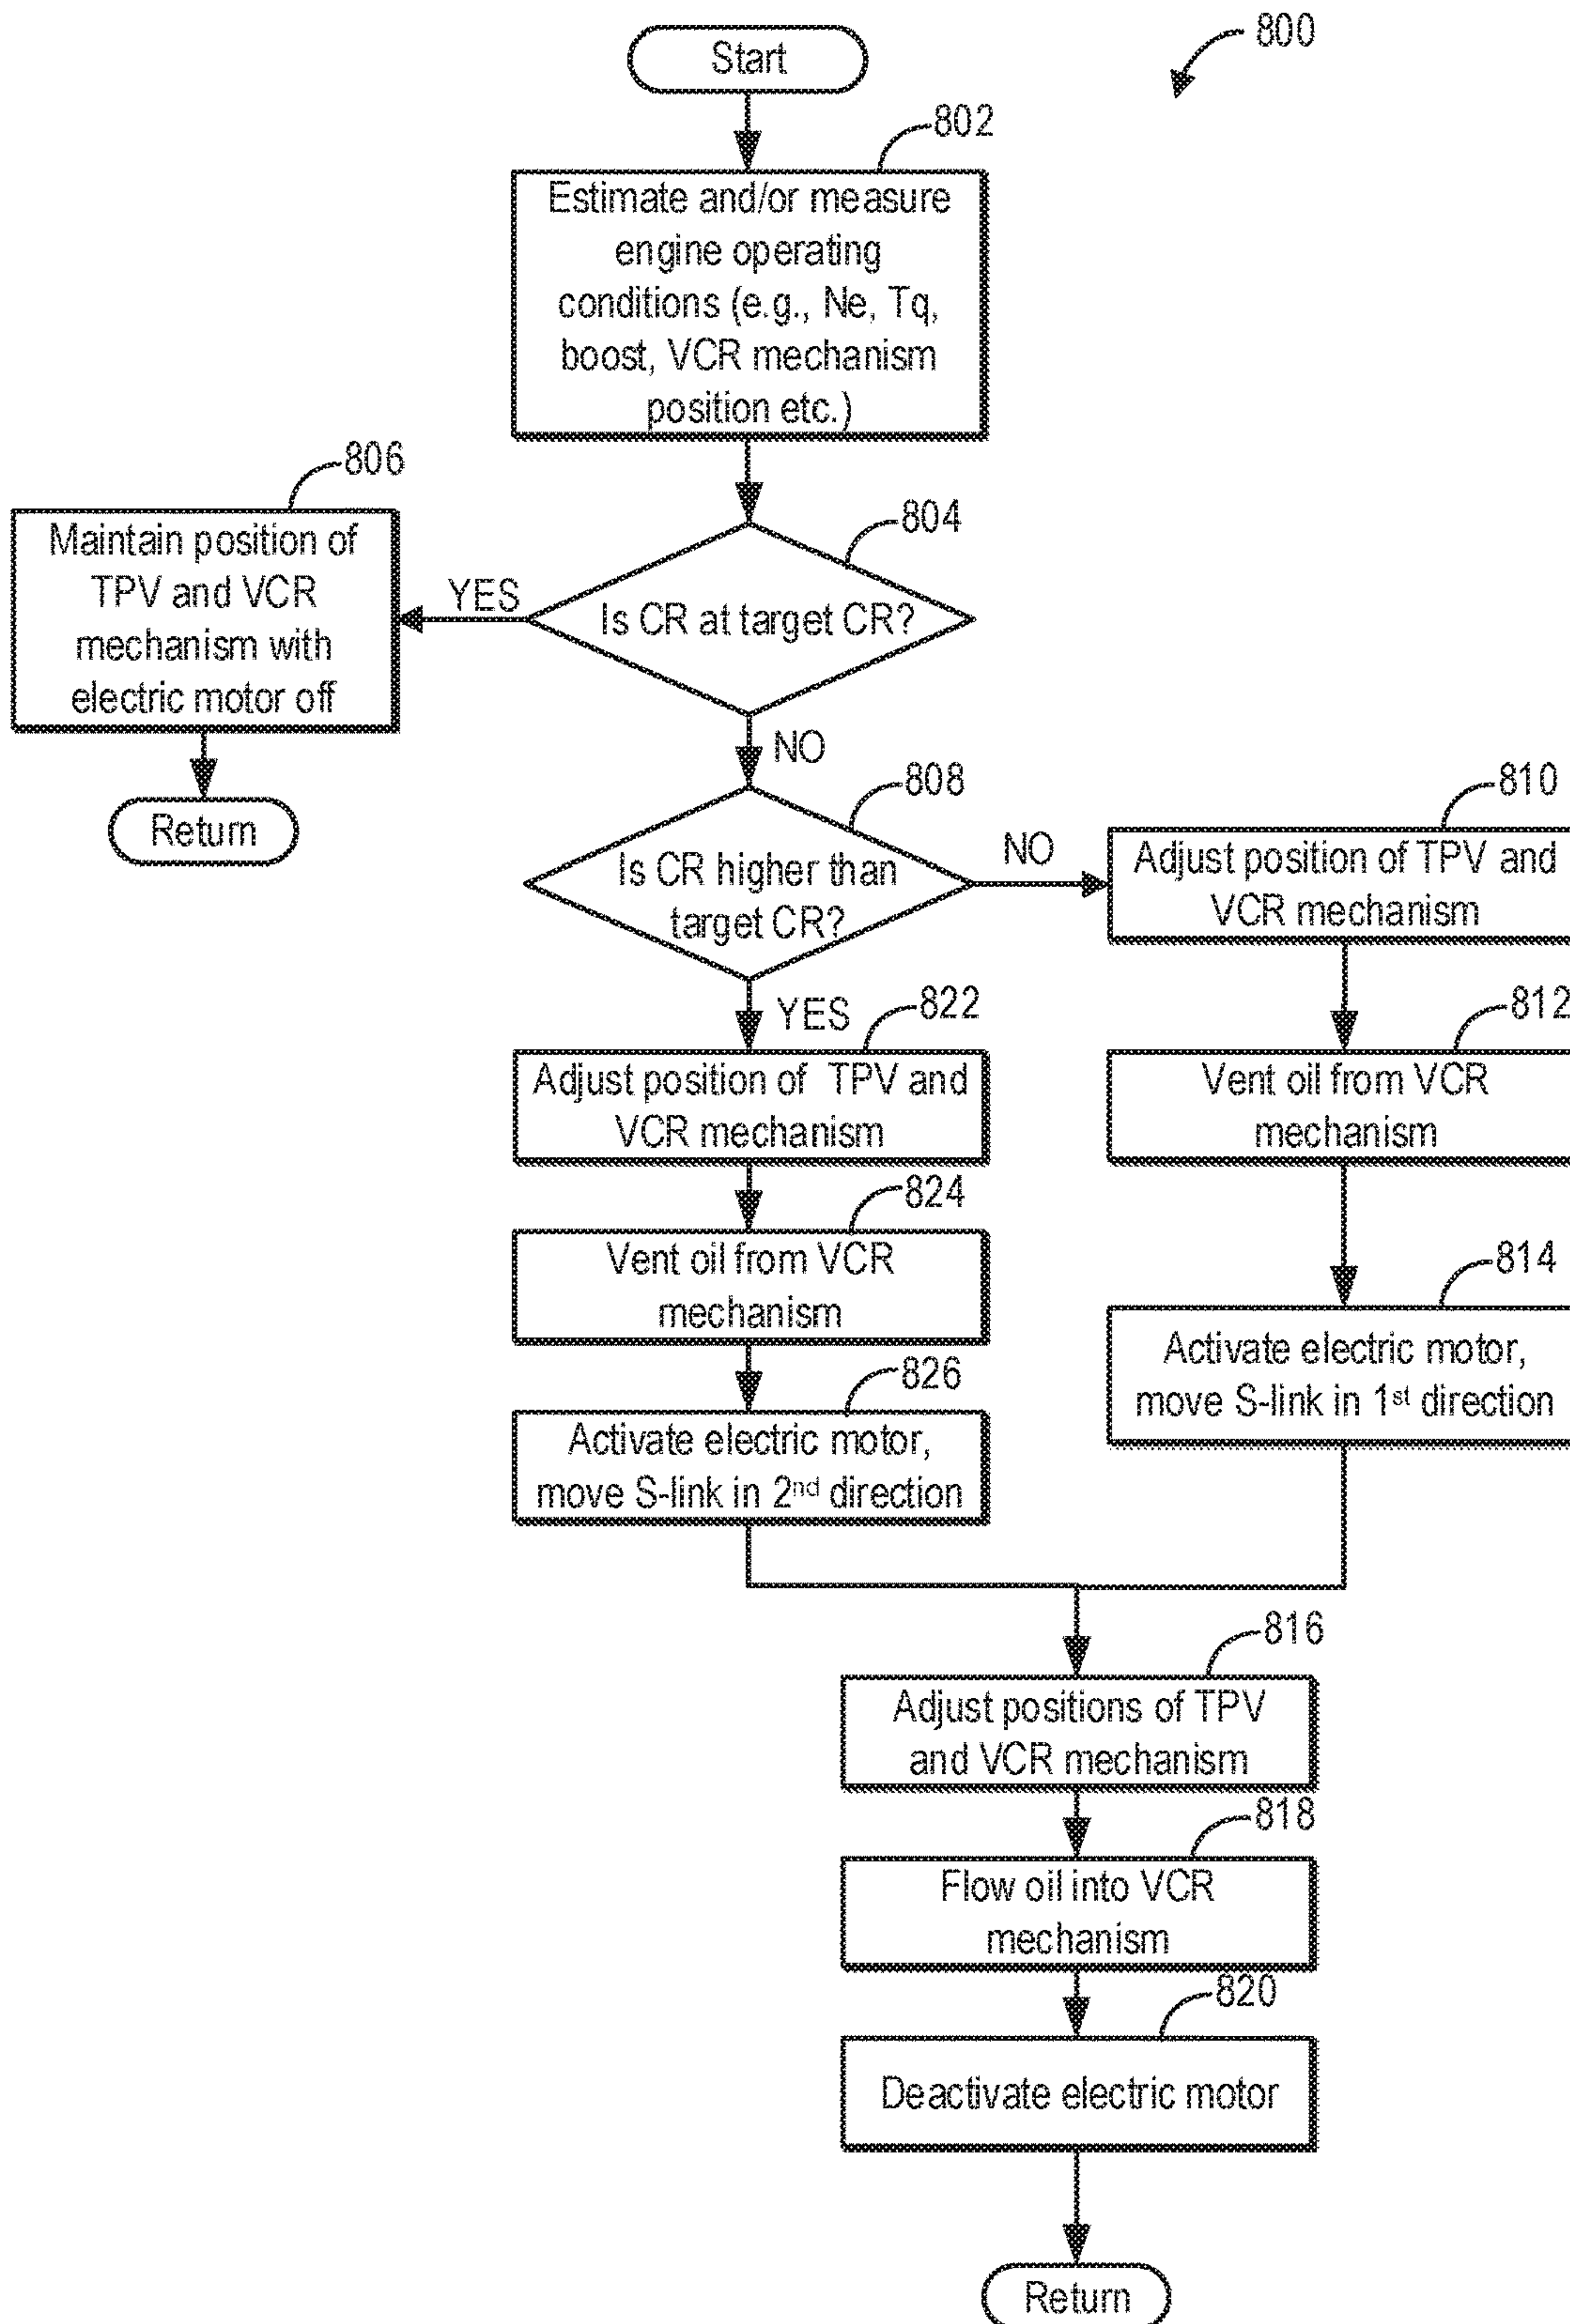 800
Start
802
Estimate and/or measure
engine operating
conditions (e.g., Ne, Tq,
boost, VCR mechanism
position etc.)
804
Is CR at target CR?
YES
806
Maintain position of
TPV and VCR
mechanism with
electric motor off
Return
NO
808
Is CR higher than
target CR?
NO
810
Adjust position of TPV and
VCR mechanism
812
Vent oil from VCR
mechanism
814
Activate electric motor,
move S-link in 1st direction
YES
822
Adjust position of TPV and
VCR mechanism
824
Vent oil from VCR
mechanism
826
Activate electric motor,
move S-link in 2nd direction
816
Adjust positions of TPV
and VCR mechanism
818
Flow oil into VCR
mechanism
820
Deactivate electric motor
Return